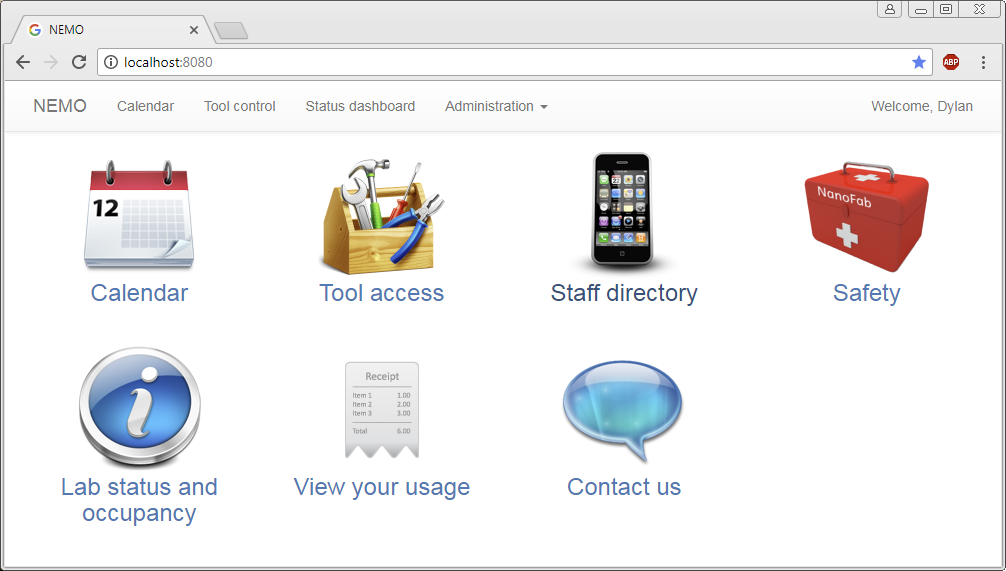 NEMO
localhost:8080
ABP
NEMO Calendar Tool control Status dashboard Administration Welcome, Dylan
12
NanoFab
Calendar Tool access Staff directory Safety
Receipt
Item 1 1.00
Item 2 2.00
Item 3 3.00
Total 6.00
Lab status and
occupancy
View your usage
Contact us